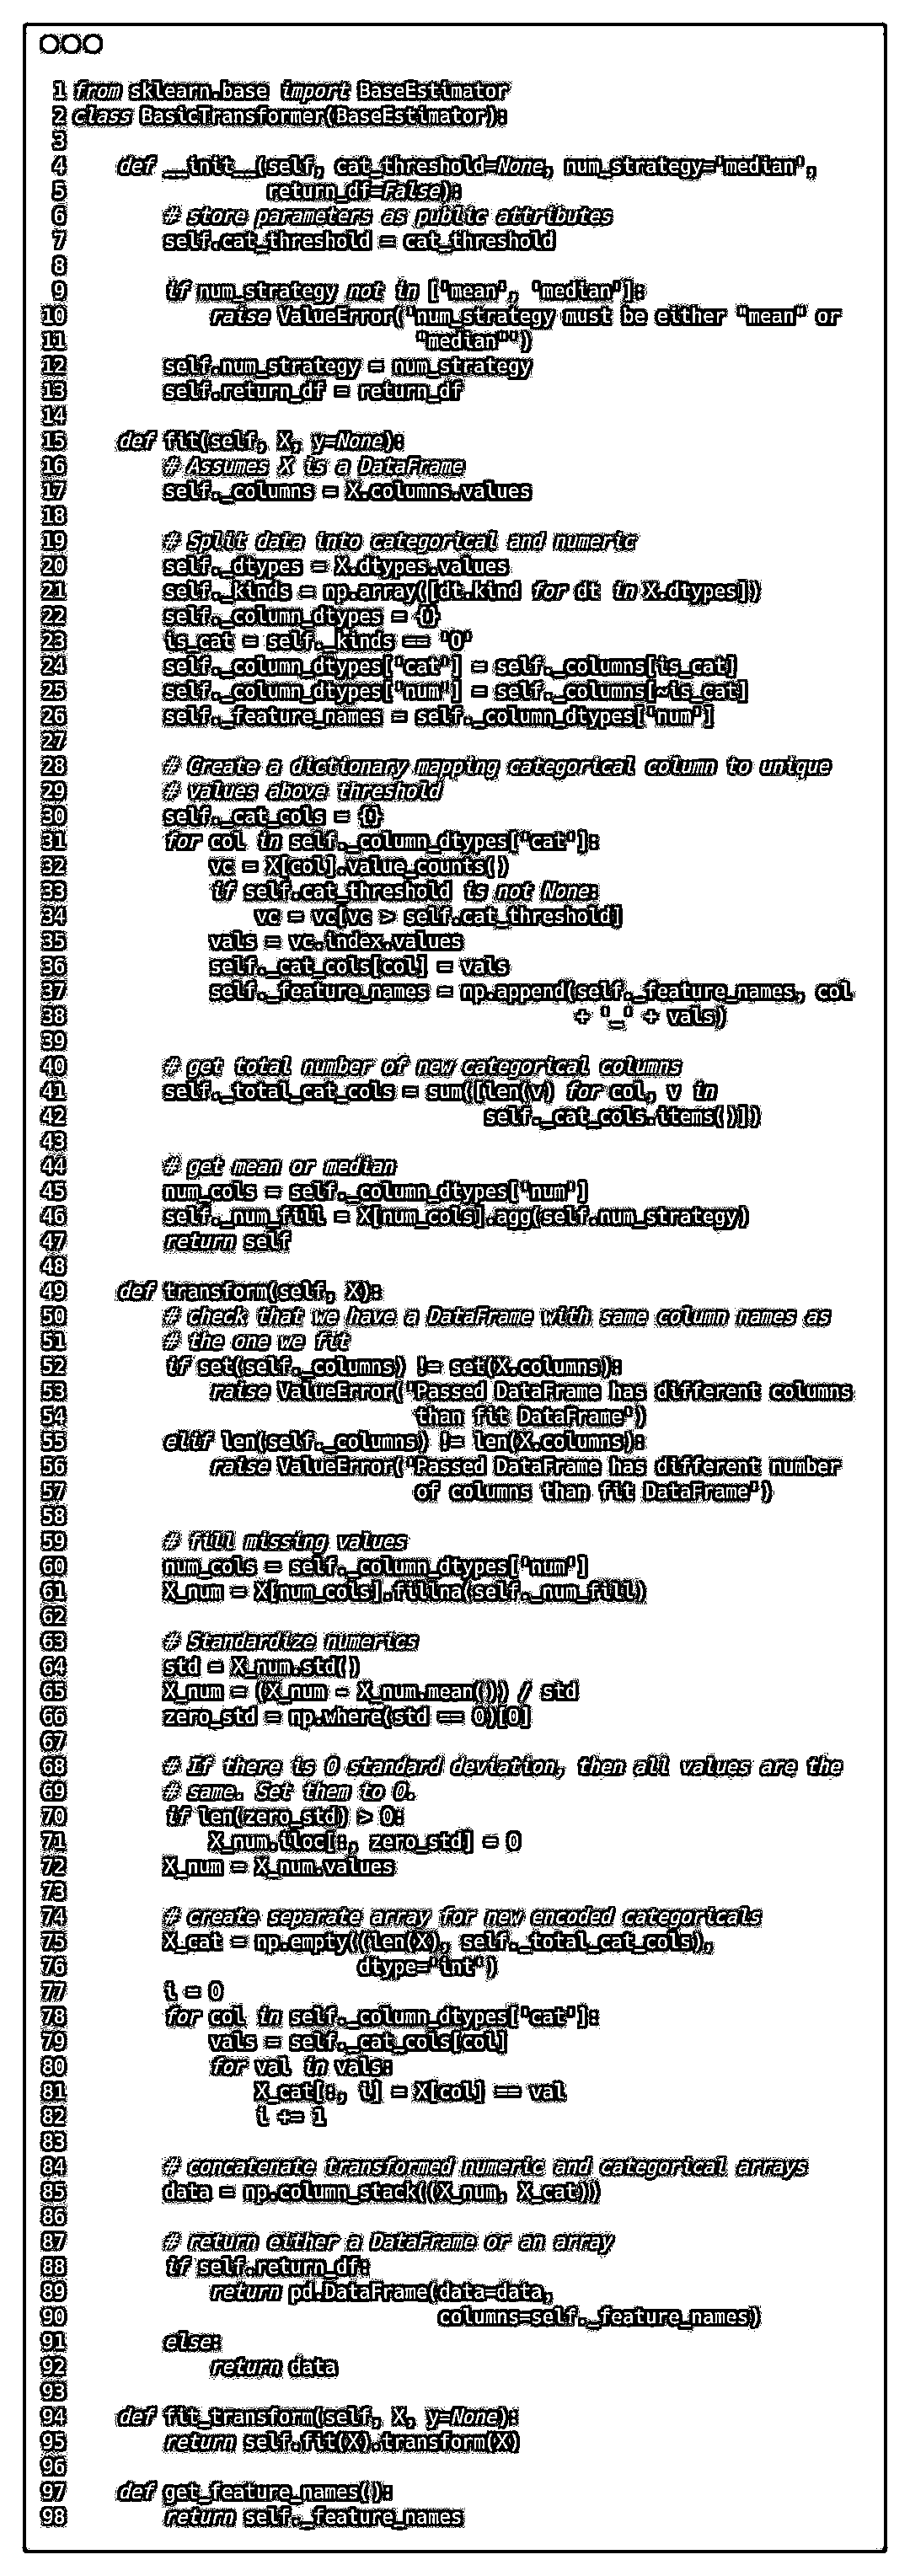 1 from sklearn.base import BaseEstimator
2 class BasicTransformer(BaseEstimator):
3
4     def __init__(self, cat_threshold=None, num_strategy='median',
5                  return_df=False):
6         # store parameters as public attributes
7         self.cat_threshold = cat_threshold
8
9         if num_strategy not in ['mean', 'median']:
10             raise ValueError('num_strategy must be either "mean" or
11                               "median"')
12         self.num_strategy = num_strategy
13         self.return_df = return_df
14
15     def fit(self, X, y=None):
16         # Assumes X is a DataFrame
17         self._columns = X.columns.values
18
19         # Split data into categorical and numeric
20         self._dtypes = X.dtypes.values
21         self._kinds = np.array([dt.kind for dt in X.dtypes])
22         self._column_dtypes = {}
23         is_cat = self._kinds == 'O'
24         self._column_dtypes['cat'] = self._columns[is_cat]
25         self._column_dtypes['num'] = self._columns[~is_cat]
26         self._feature_names = self._column_dtypes['num']
27
28         # Create a dictionary mapping categorical column to unique
29         # values above threshold
30         self._cat_cols = {}
31         for col in self._column_dtypes['cat']:
32             vc = X[col].value_counts()
33             if self.cat_threshold is not None:
34                 vc = vc[vc > self.cat_threshold]
35             vals = vc.index.values
36             self._cat_cols[col] = vals
37             self._feature_names = np.append(self._feature_names, col
38                                             + '_' + vals)
39
40         # get total number of new categorical columns
41         self._total_cat_cols = sum([len(v) for col, v in
42                                     self._cat_cols.items()])
43
44         # get mean or median
45         num_cols = self._column_dtypes['num']
46         self._num_fill = X[num_cols].agg(self.num_strategy)
47         return self
48
49     def transform(self, X):
50         # check that we have a DataFrame with same column names as
51         # the one we fit
52         if set(self._columns) != set(X.columns):
53             raise ValueError('Passed DataFrame has different columns
54                               than fit DataFrame')
55         elif len(self._columns) != len(X.columns):
56             raise ValueError('Passed DataFrame has different number
57                               of columns than fit DataFrame')
58
59         # fill missing values
60         num_cols = self._column_dtypes['num']
61         X_num = X[num_cols].fillna(self._num_fill)
62
63         # Standardize numerics
64         std = X_num.std()
65         X_num = (X_num - X_num.mean()) / std
66         zero_std = np.where(std == 0)[0]
67
68         # If there is 0 standard deviation, then all values are the
69         # same. Set them to 0.
70         if len(zero_std) > 0:
71             X_num.iloc[:, zero_std] = 0
72         X_num = X_num.values
73
74         # create separate array for new encoded categoricals
75         X_cat = np.empty((len(X), self._total_cat_cols),
76                          dtype='int')
77         i = 0
78         for col in self._column_dtypes['cat']:
79             vals = self._cat_cols[col]
80             for val in vals:
81                 X_cat[:, i] = X[col] == val
82                 i += 1
83
84         # concatenate transformed numeric and categorical arrays
85         data = np.column_stack((X_num, X_cat))
86
87         # return either a DataFrame or an array
88         if self.return_df:
89             return pd.DataFrame(data=data,
90                                 columns=self._feature_names)
91         else:
92             return data
93
94     def fit_transform(self, X, y=None):
95         return self.fit(X).transform(X)
96
97     def get_feature_names():
98         return self._feature_names